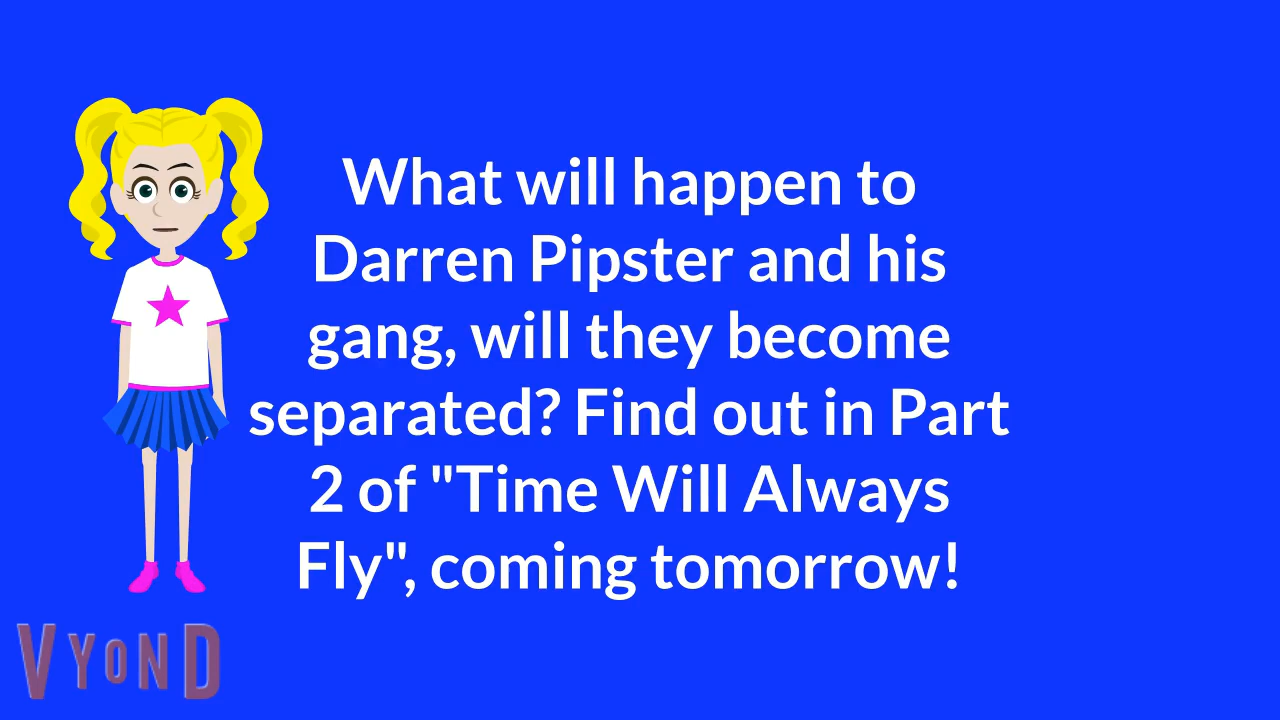 What will happen to
Darren Pipster and his
gang, will they become
separated? Find out in Part
2 of "Time Will Always
Fly", coming tomorrow!
VYOND